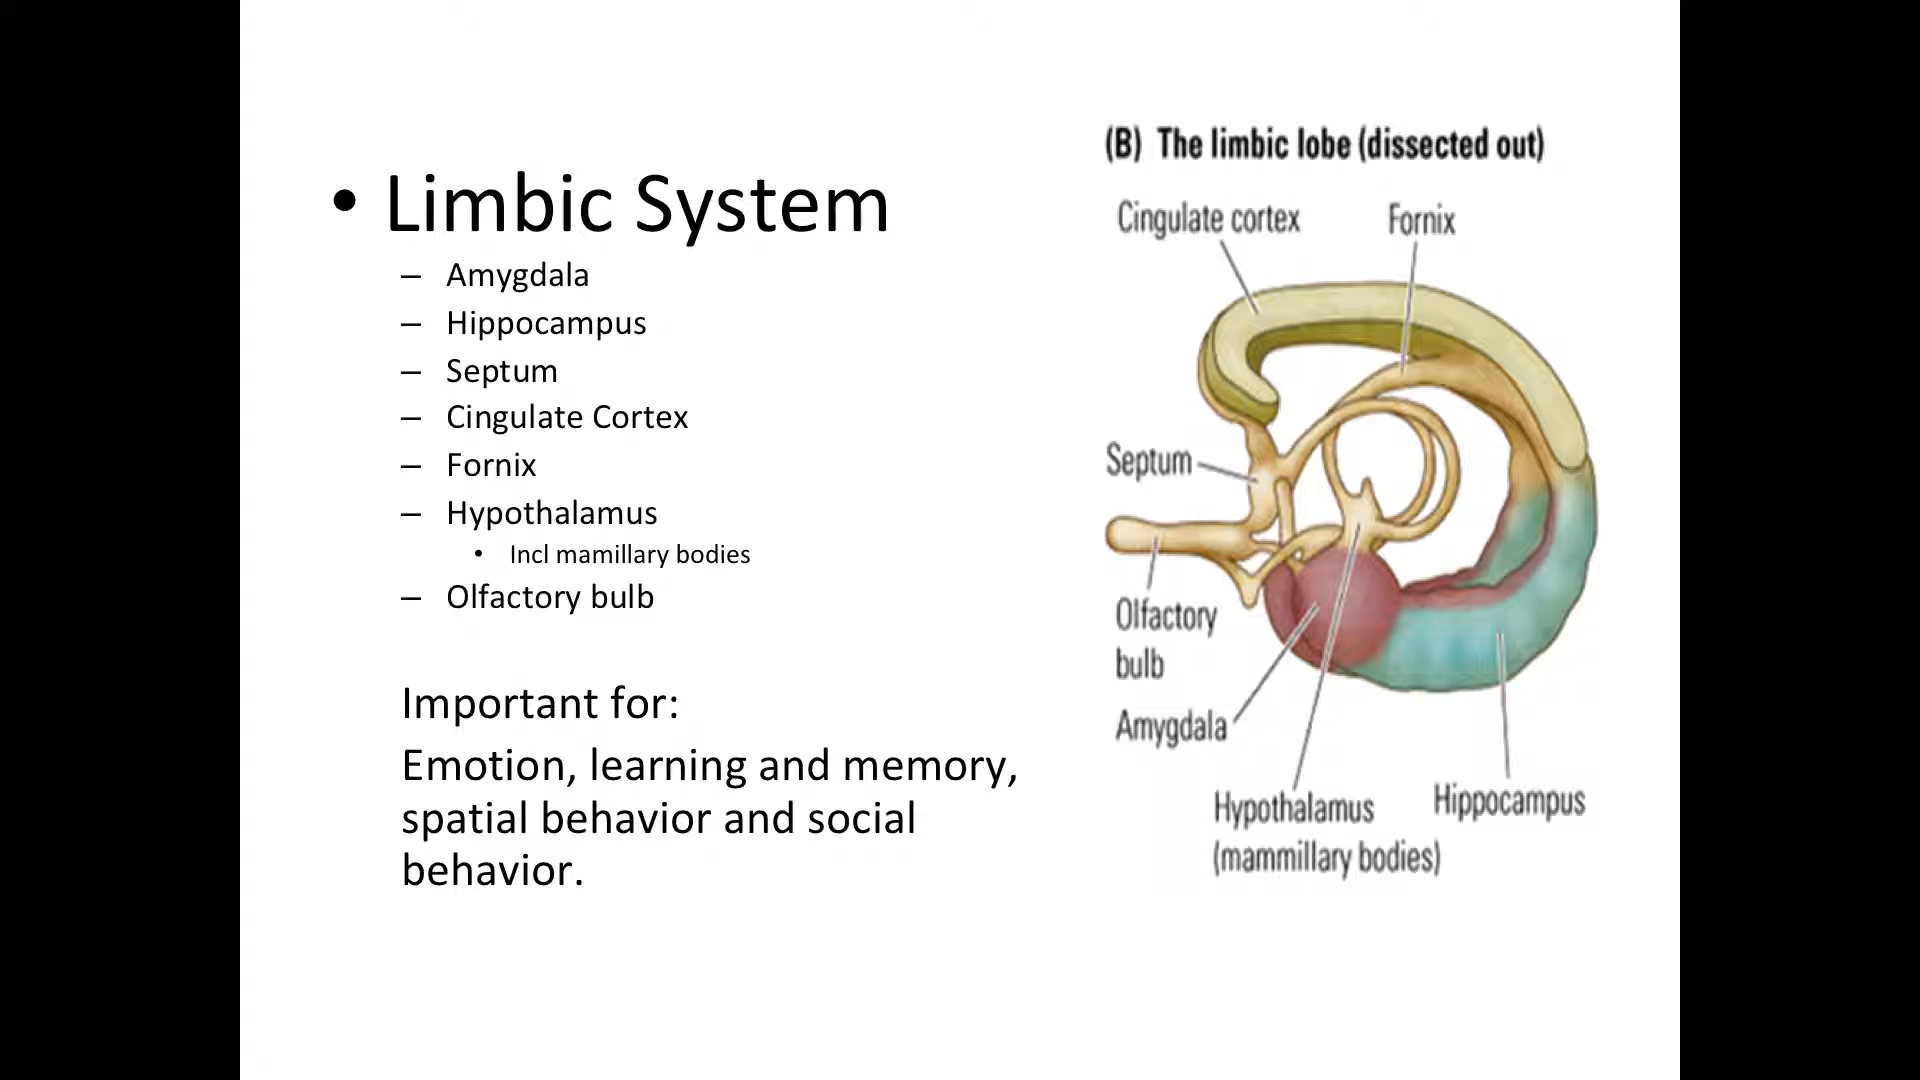 • Limbic System
– Amygdala
– Hippocampus
– Septum
– Cingulate Cortex
– Fornix
– Hypothalamus
• Incl mamillary bodies
– Olfactory bulb
Important for:
Emotion, learning and memory,
spatial behavior and social
behavior.
(B) The limbic lobe (dissected out)
Cingulate cortex
Fornix
Septum
Olfactory
bulb
Amygdala
Hypothalamus
(mammillary bodies)
Hippocampus